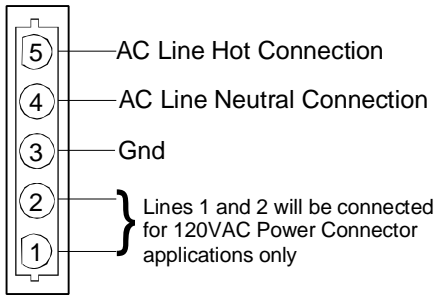 5 AC Line Hot Connection
4 AC Line Neutral Connection
3 Gnd
2
1
Lines 1 and 2 will be connected
for 120VAC Power Connector
applications only